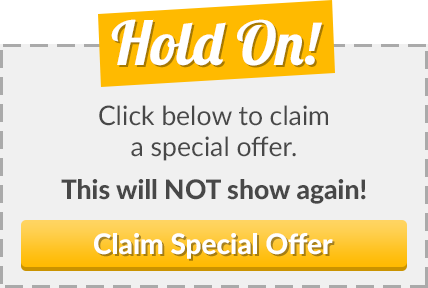 Hold On!
Click below to claim
a special offer.
This will NOT show again!
Claim Special Offer